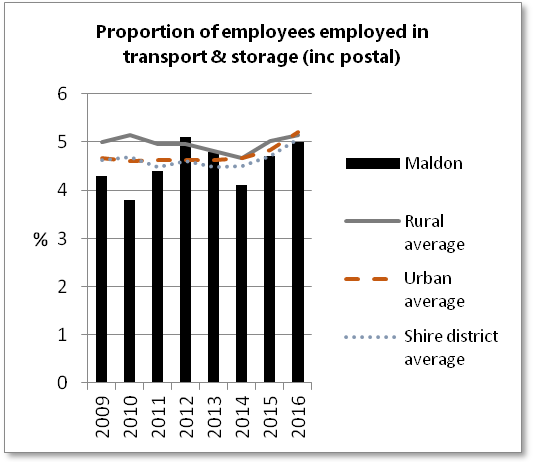 Proportion of employees employed in
transport & storage (inc postal)
6
5
4
3
2
1
0
%
2009
2010
2011
2012
2013
2014
2015
2016
Maldon
Rural
average
Urban
average
Shire district
average